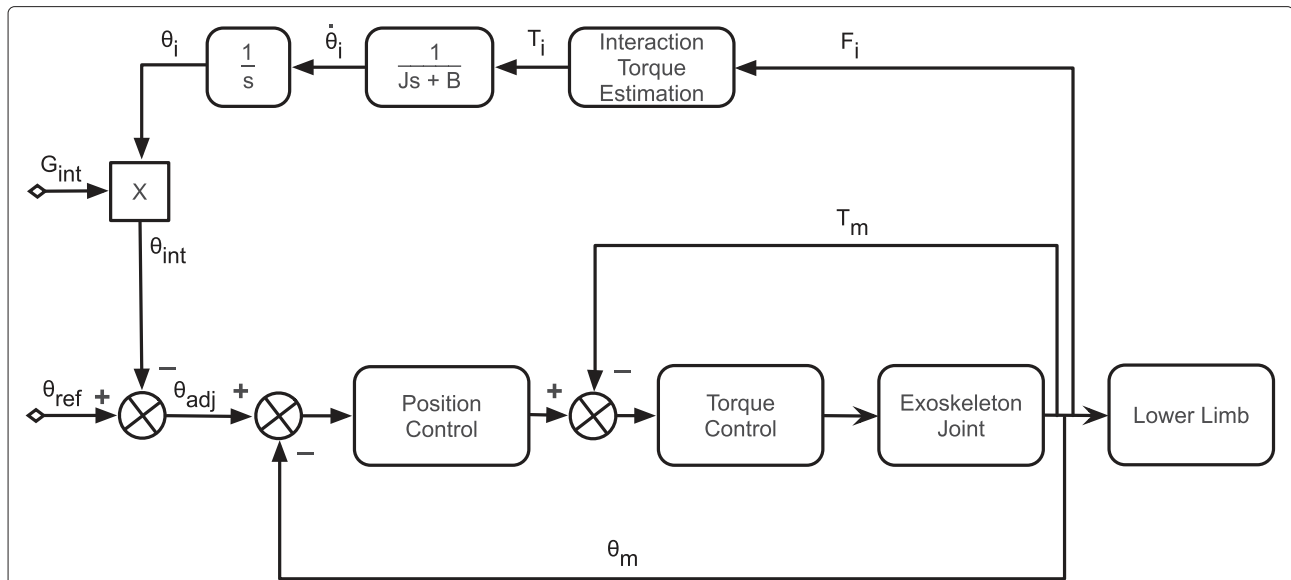 θi
1
s
θ̇i
1
Js + B
Ti
Interaction
Torque
Estimation
Fi
Gint
X
θint
Tm
−
−
θref
+
θadj
+
Position
Control
+
Torque
Control
Exoskeleton
Joint
Lower Limb
−
θm